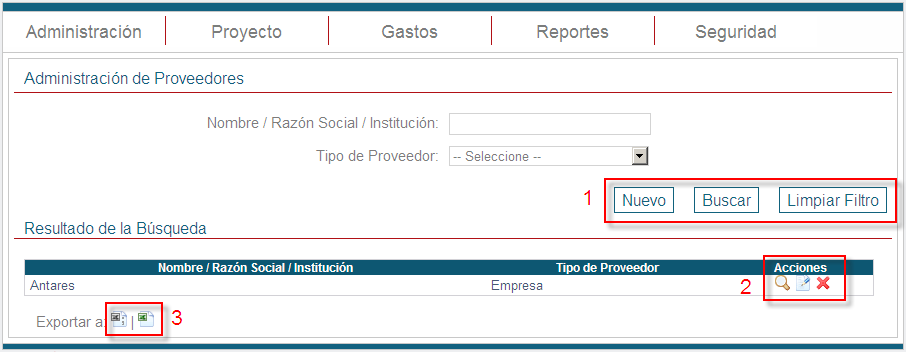 Administración Proyecto Gastos Reportes Seguridad
Administración de Proveedores
Nombre / Razón Social / Institución:
Tipo de Proveedor: -- Seleccione --
1 Nuevo Buscar Limpiar Filtro
Resultado de la Búsqueda
Nombre / Razón Social / Institución Tipo de Proveedor Acciones
Antares Empresa 2
Exportar a: | 3